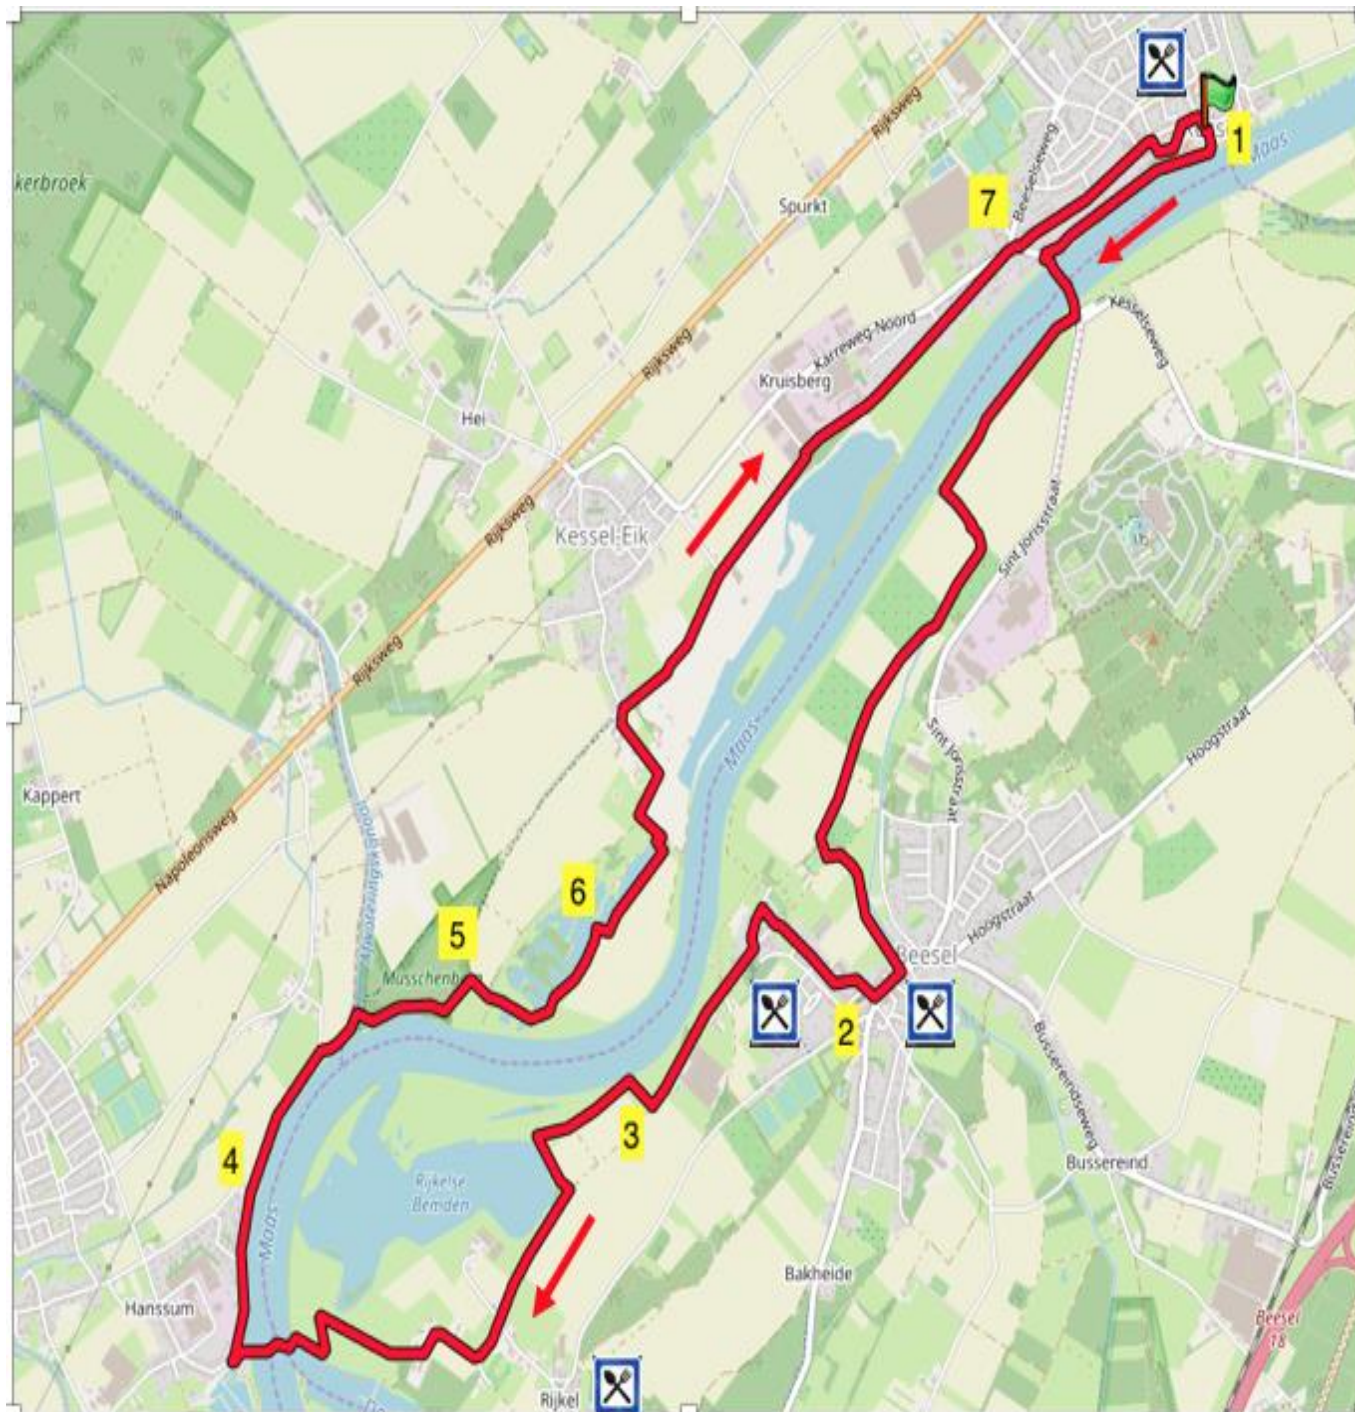 1
Maas
Rijksweg
Beeselseweg
kerbroek
7
Spurkt
Kesselseweg
Karreweg-Noord
Rijksweg
Kruisberg
Hei
Rijksweg
Kessel-Eik
Sint Jorisstraat
Rijksweg
Maas
Sint Jorisstraat
Hoogstraat
Kappert
Napoleonsweg
6
Hoogstraat
5
Beesel
Musschenberg
2
Bussereindseweg
3
4
Bussereind
Rijkelse
Bemden
Maas
Bakheide
Hanssum
Beesel
18
Rijkel